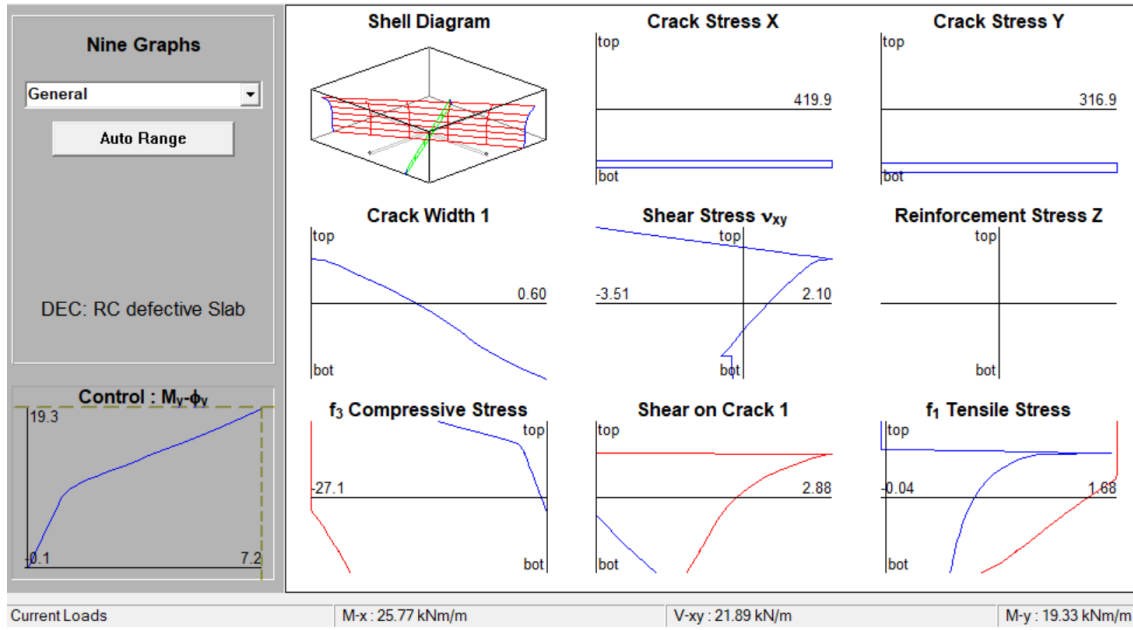 Nine Graphs
General
Auto Range
DEC: RC defective Slab
Control : My-ϕy
19.3
-0.1
7.2
Shell Diagram
Crack Stress X
top
419.9
bot
Crack Stress Y
top
316.9
bot
Crack Width 1
top
0.60
bot
Shear Stress νxy
top
-3.51
2.10
bot
Reinforcement Stress Z
top
bot
f3 Compressive Stress
top
-27.1
bot
Shear on Crack 1
top
2.88
bot
f1 Tensile Stress
top
-0.04
1.68
bot
Current Loads
M-x : 25.77 kNm/m
V-xy : 21.89 kN/m
M-y : 19.33 kNm/m